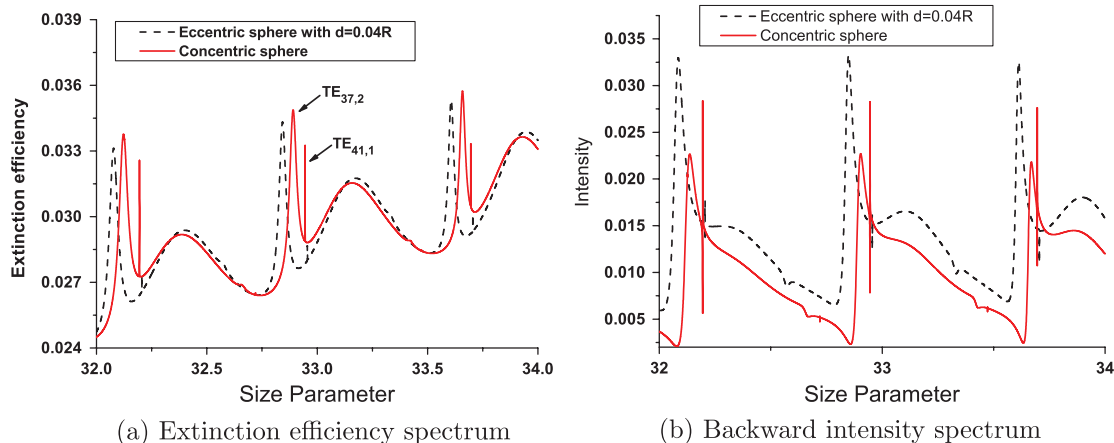 0.039
0.036
0.033
0.030
0.027
0.024
Extinction efficiency
Eccentric sphere with d=0.04R
Concentric sphere
TE37,2
TE41,1
32.0 32.5 33.0 33.5 34.0
Size Parameter
(a) Extinction efficiency spectrum
0.035
0.030
0.025
0.020
0.015
0.010
0.005
Intensity
Eccentric sphere with d=0.04R
Concentric sphere
32 33 34
Size Parameter
(b) Backward intensity spectrum